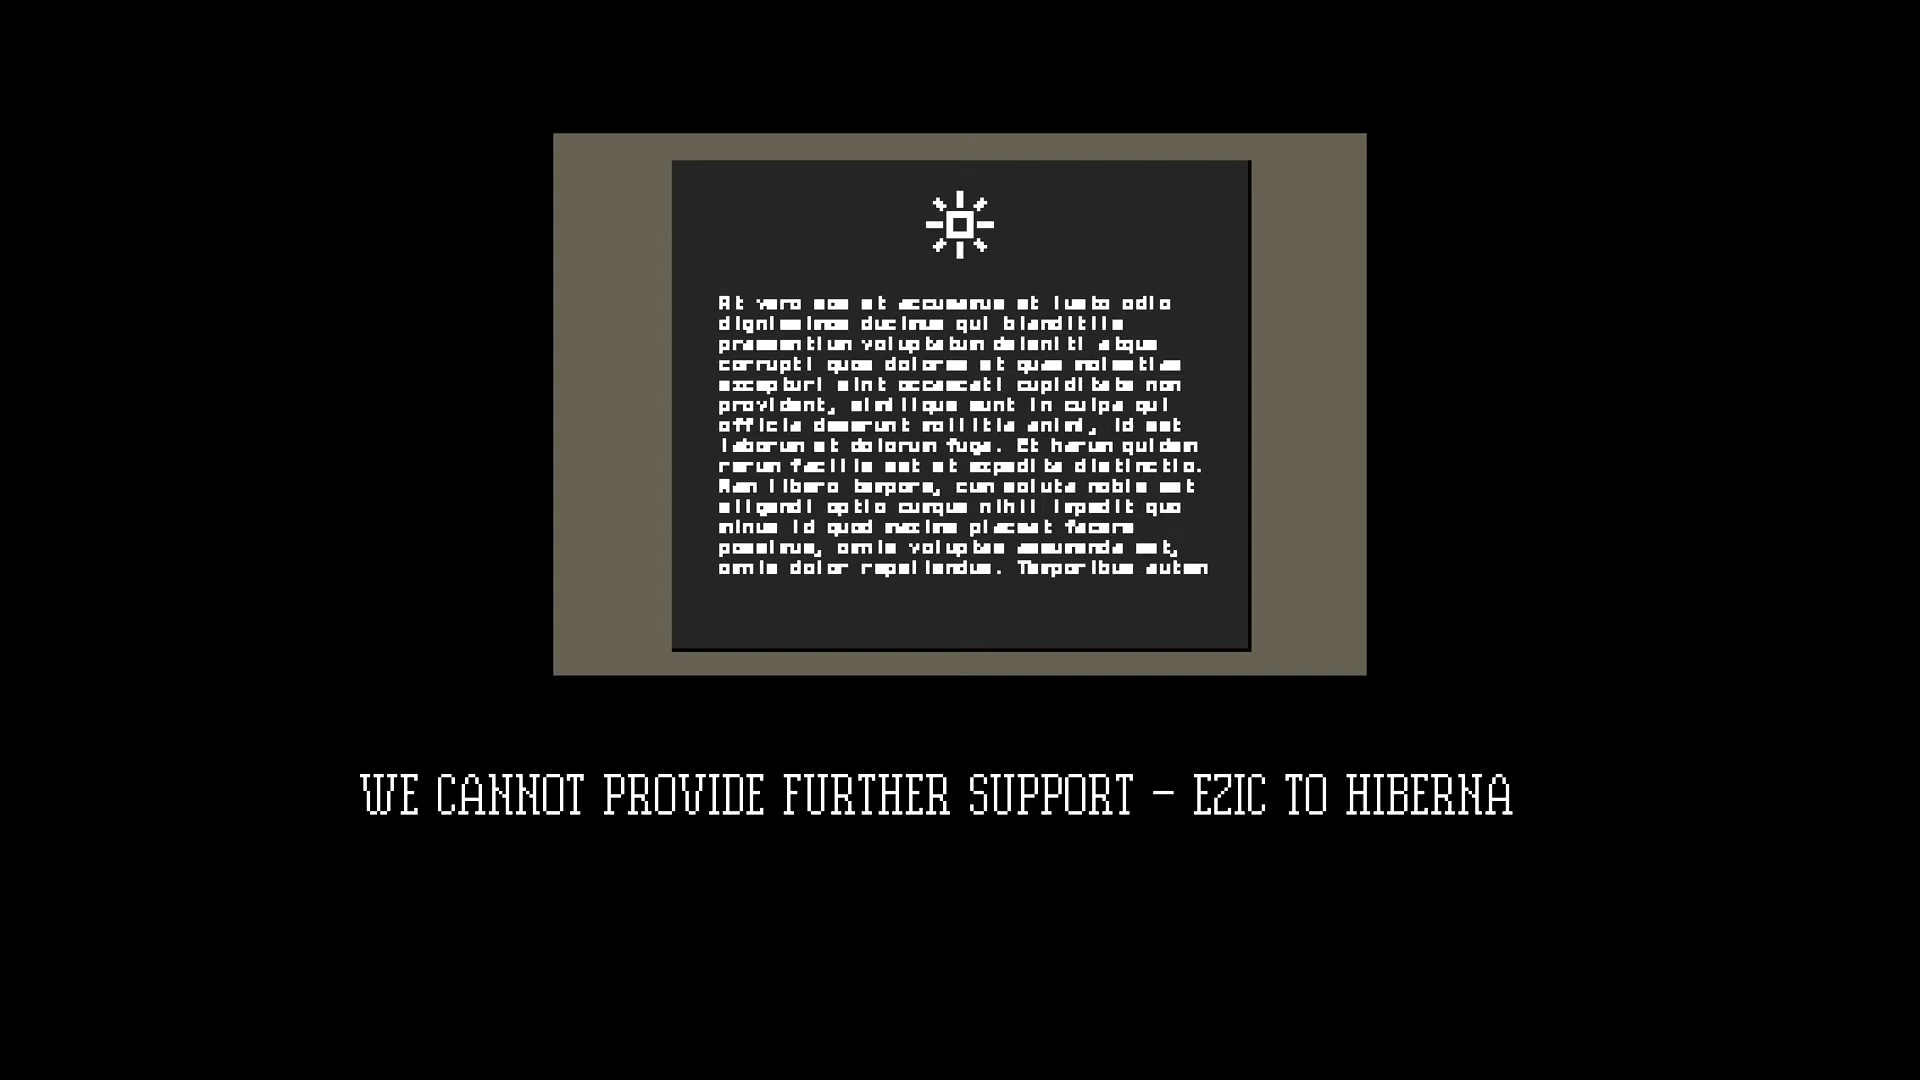 At vero eos et accusamus et iusto odio
dignissimos ducimus qui blanditiis
praesentium voluptatum deleniti atque
corrupti quos dolores et quas molestias
excepturi sint occaecati cupiditate non
provident, similique sunt in culpa qui
officia deserunt mollitia animi, id est
laborum et dolorum fuga. Et harum quidem
rerum facilis est et expedita distinctio.
Nam libero tempore, cum soluta nobis est
eligendi optio cumque nihil impedit quo
minus id quod maxime placeat facere
possimus, omnis voluptas assumenda est,
omnis dolor repellendus. Temporibus autem
WE CANNOT PROVIDE FURTHER SUPPORT - EZIC TO HIBERNA